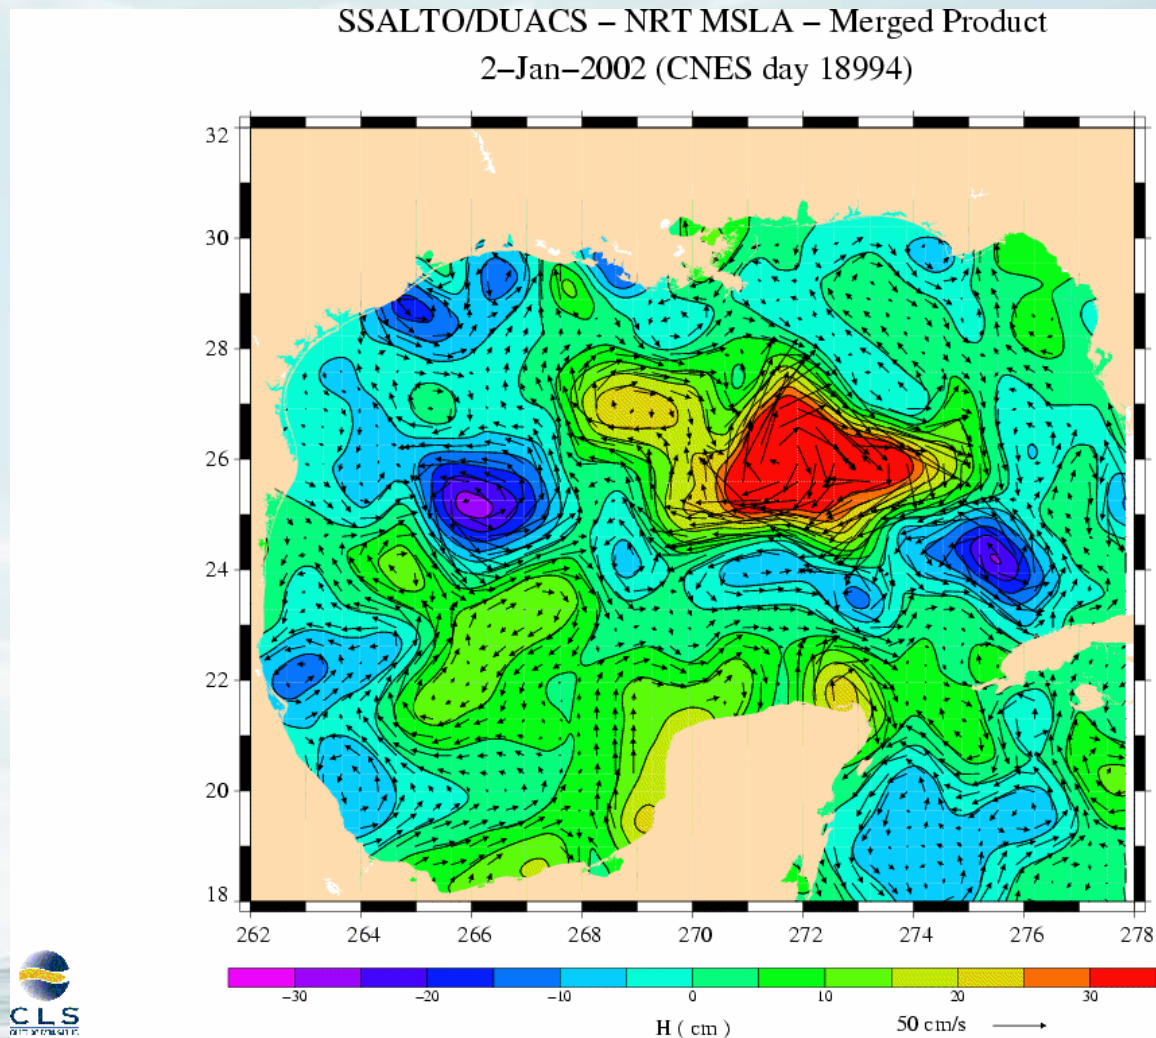 SSALTO/DUACS − NRT MSLA − Merged Product
2−Jan−2002 (CNES day 18994)
32
30
28
26
24
22
20
18
262 264 266 268 270 272 274 276 278
−30 −20 −10 0 10 20 30
H ( cm ) 50 cm/s
CLS